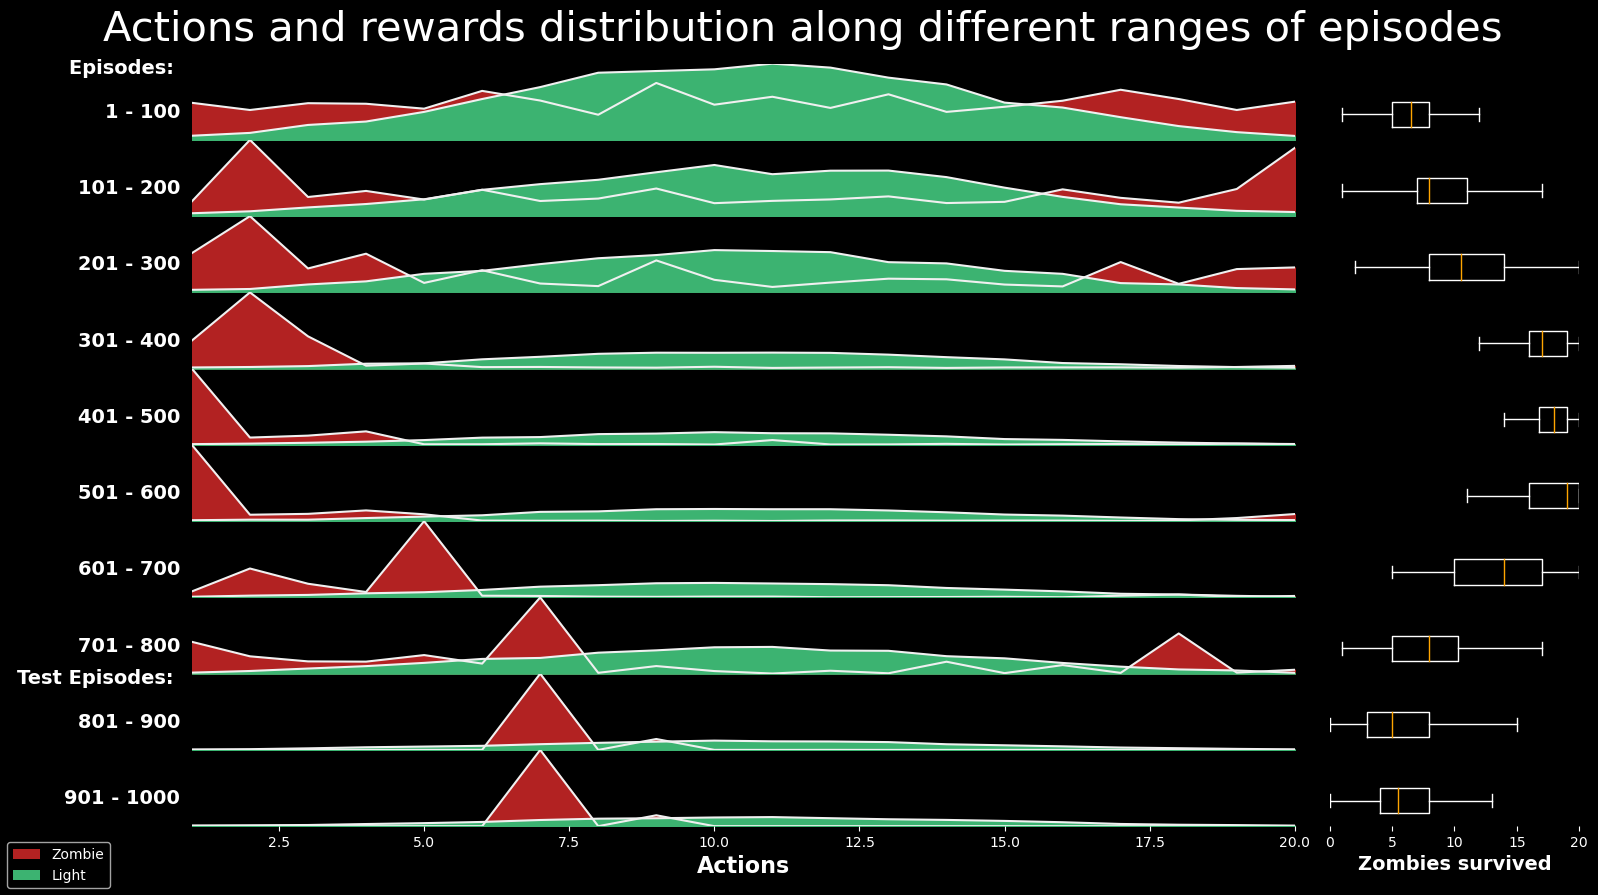 Actions and rewards distribution along different ranges of episodes
Episodes:
1 - 100
101 - 200
201 - 300
301 - 400
401 - 500
501 - 600
601 - 700
701 - 800
Test Episodes:
801 - 900
901 - 1000
2.5 5.0 7.5 10.0 12.5 15.0 17.5 20.0
0 5 10 15 20
Actions
Zombies survived
Zombie
Light